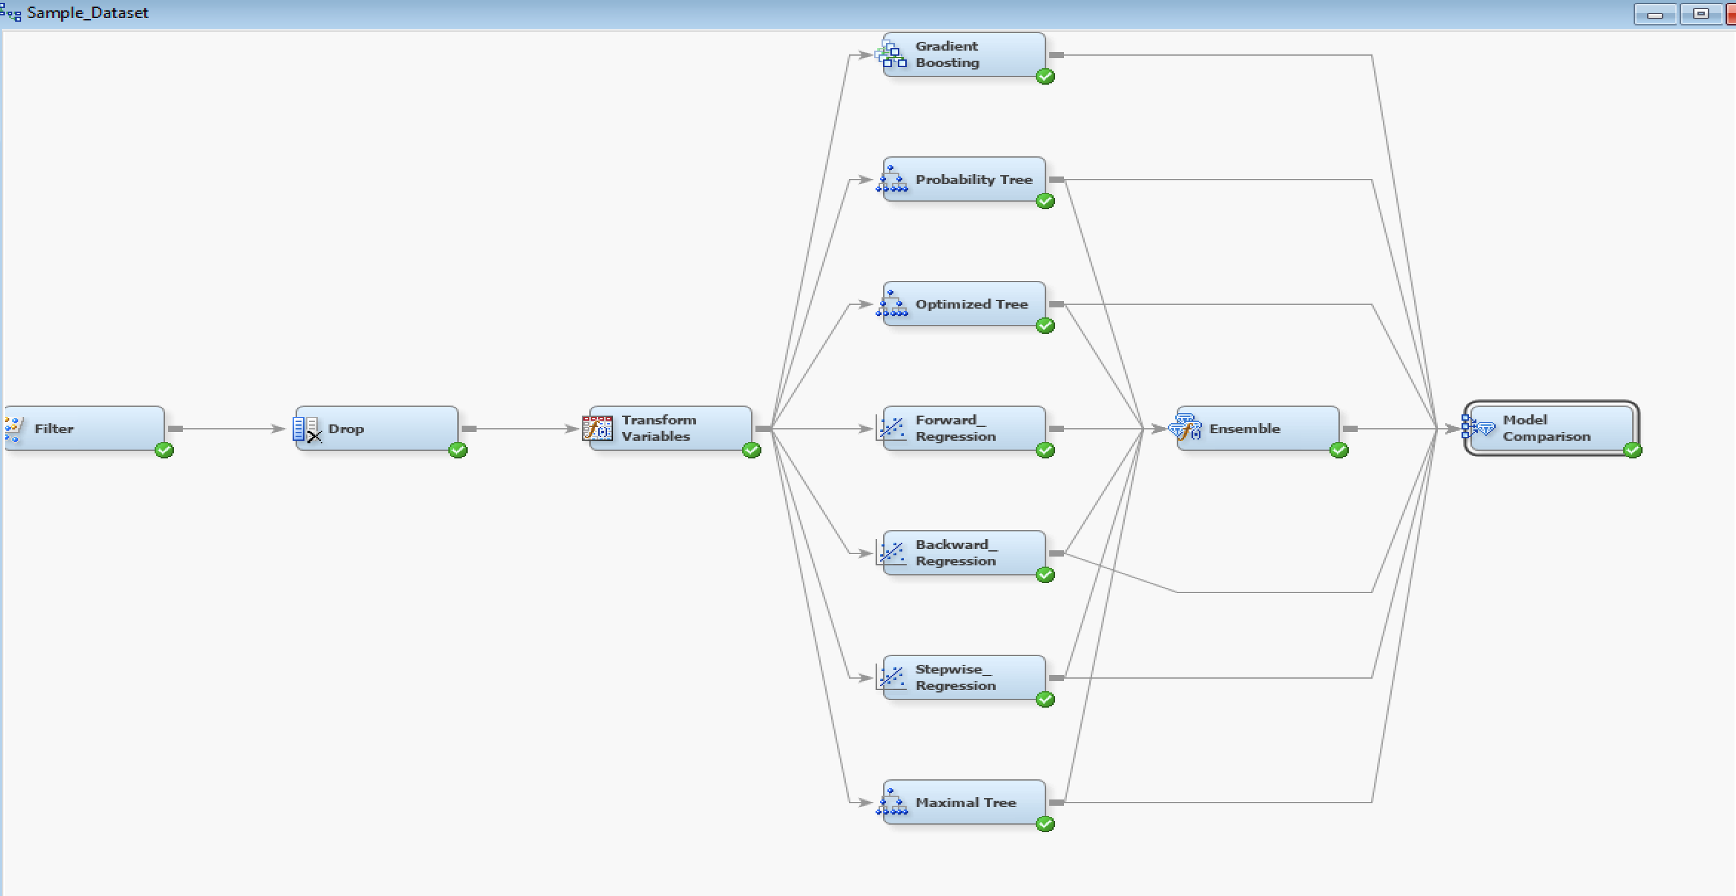 Sample_Dataset
Gradient
Boosting
Probability Tree
Optimized Tree
Filter
Drop
Transform
Variables
Forward_
Regression
Ensemble
Model
Comparison
Backward_
Regression
Stepwise_
Regression
Maximal Tree